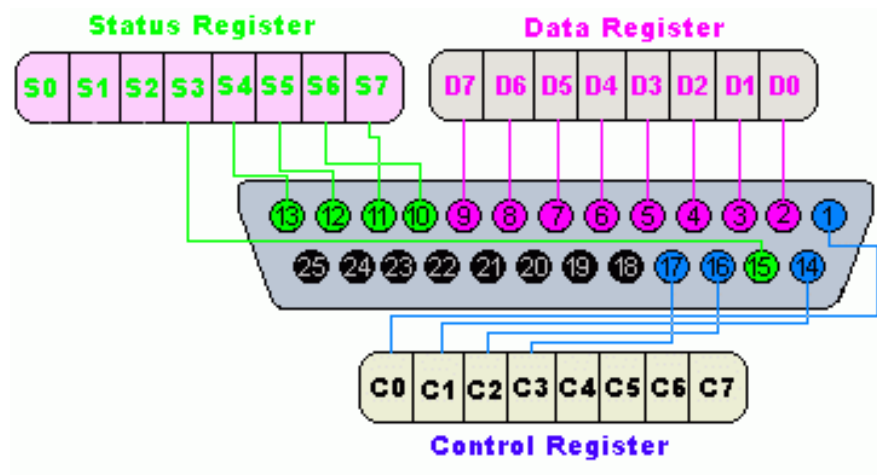 Status Register Data Register
S0 S1 S2 S3 S4 S5 S6 S7 D7 D6 D5 D4 D3 D2 D1 D0
13 12 11 10 9 8 7 6 5 4 3 2 1
25 24 23 22 21 20 19 18 17 16 15 14
C0 C1 C2 C3 C4 C5 C6 C7
Control Register